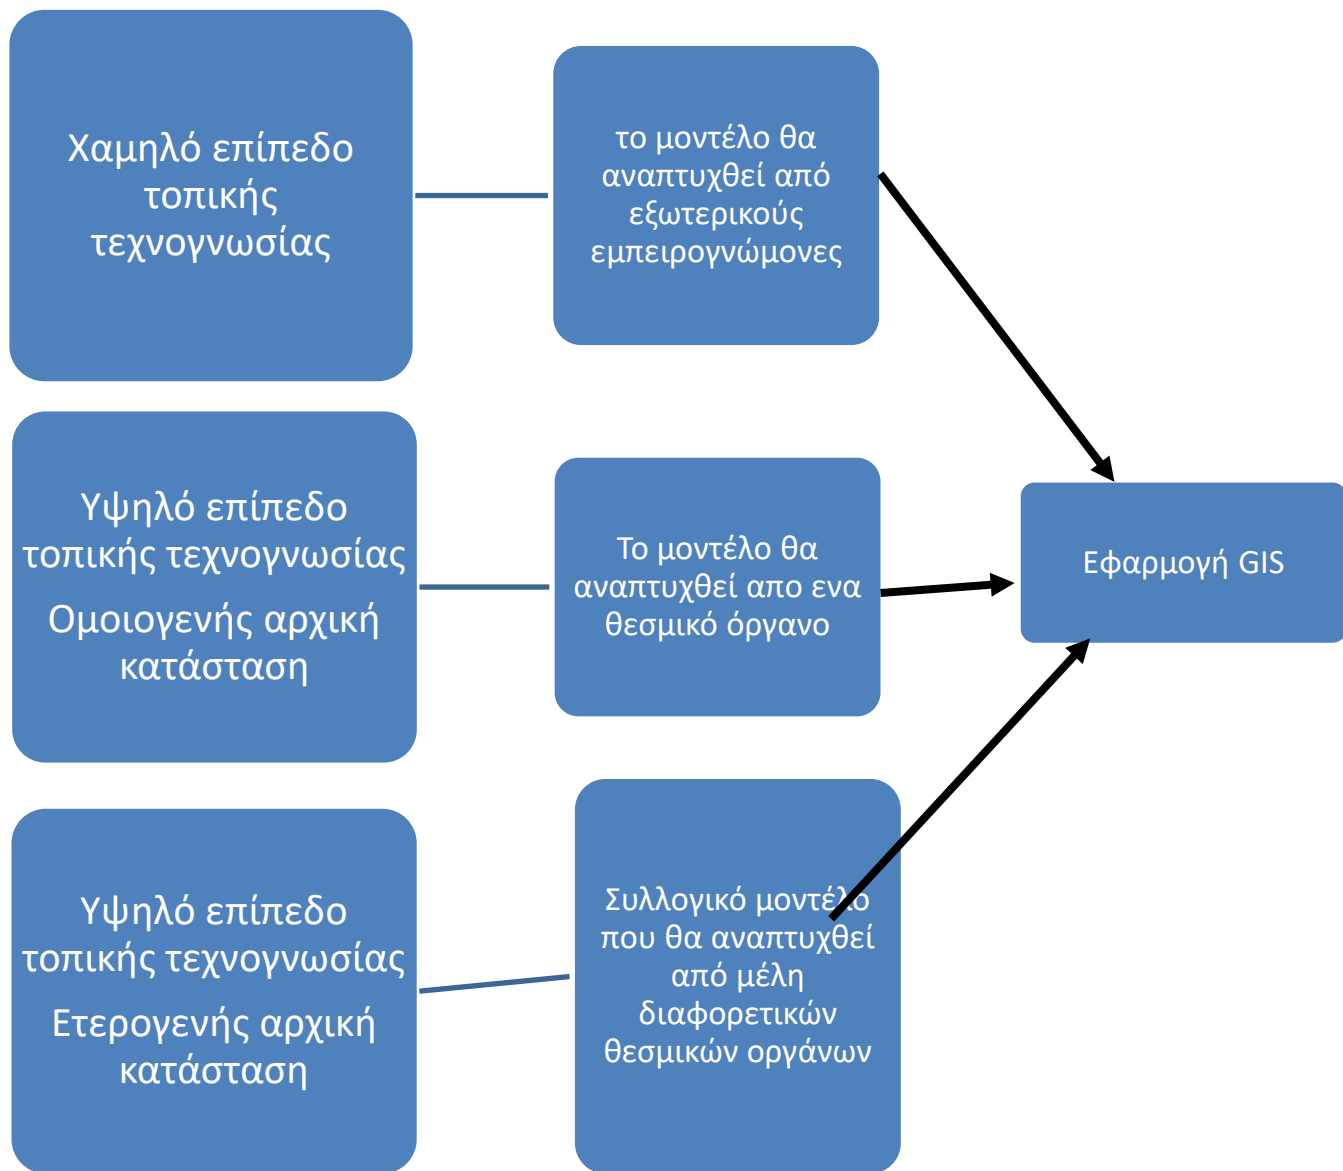 Χαμηλό επίπεδο
τοπικής
τεχνογνωσίας
το μοντέλο θα
αναπτυχθεί από
εξωτερικούς
εμπειρογνώμονες
Υψηλό επίπεδο
τοπικής τεχνογνωσίας
Ομοιογενής αρχική
κατάσταση
Το μοντέλο θα
αναπτυχθεί απο ενα
θεσμικό όργανο
Εφαρμογή GIS
Υψηλό επίπεδο
τοπικής τεχνογνωσίας
Ετερογενής αρχική
κατάσταση
Συλλογικό μοντέλο
που θα αναπτυχθεί
από μέλη
διαφορετικών
θεσμικών οργάνων